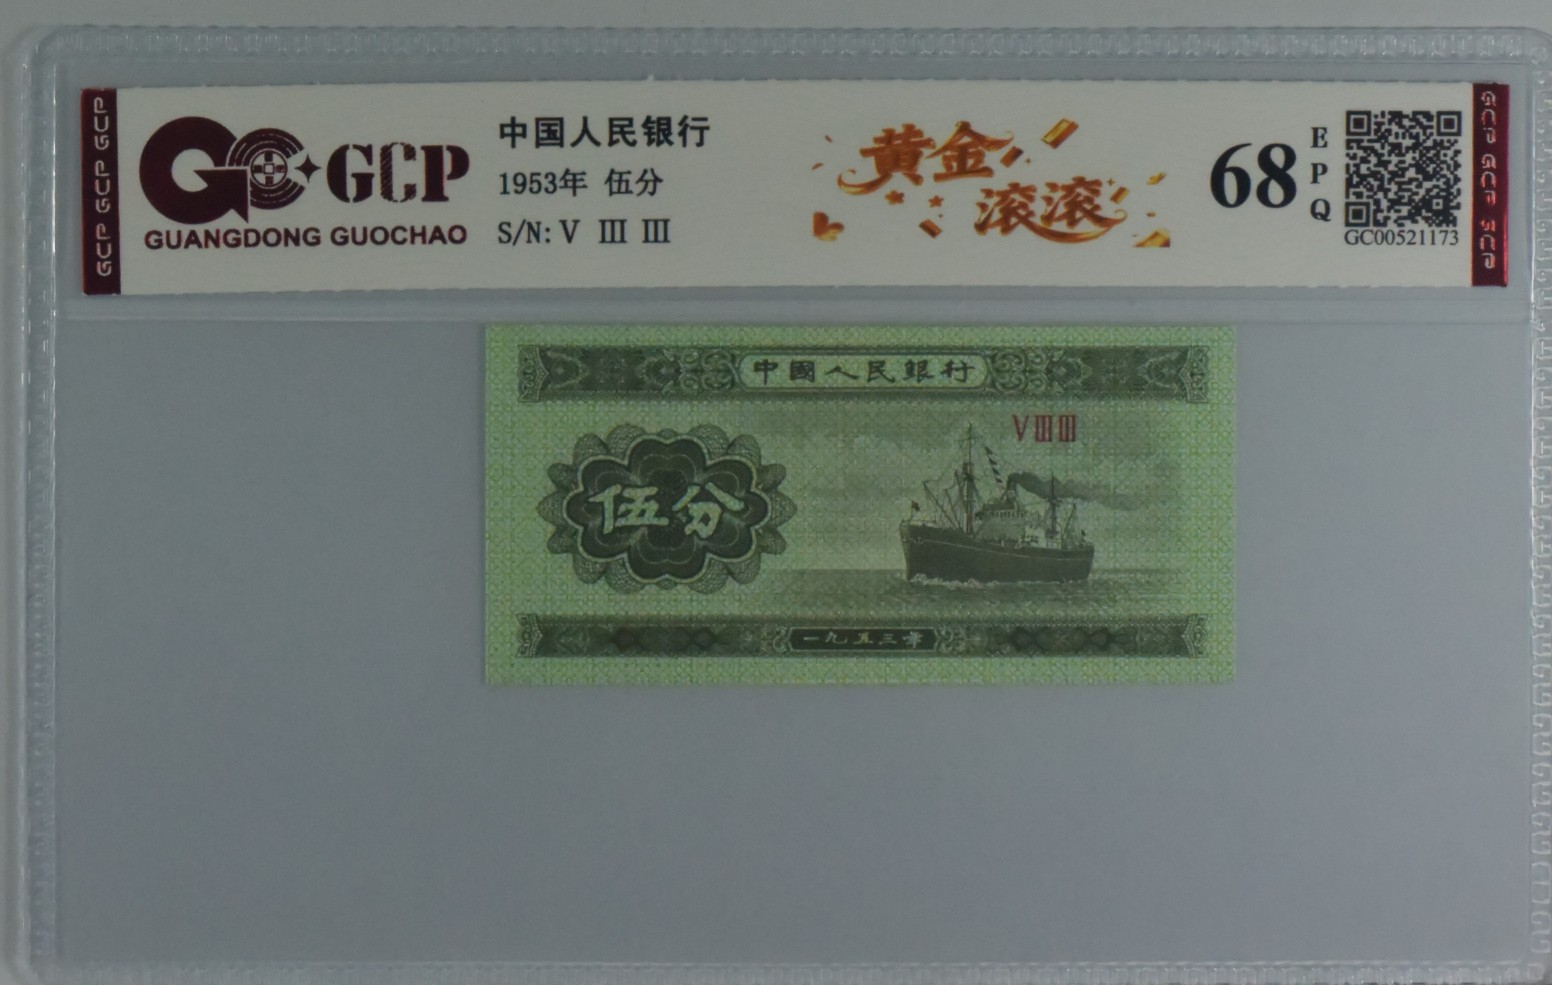 GCP GCP GCP
GCP
GUANGDONG GUOCHAO
中国人民银行
1953年 伍分
S/N: V Ⅲ Ⅲ
黄金
滚滚
68
E
P
Q
GC00521173
GCP GCP GCP
中國人民銀行
VⅢⅢ
伍分
一九五三年